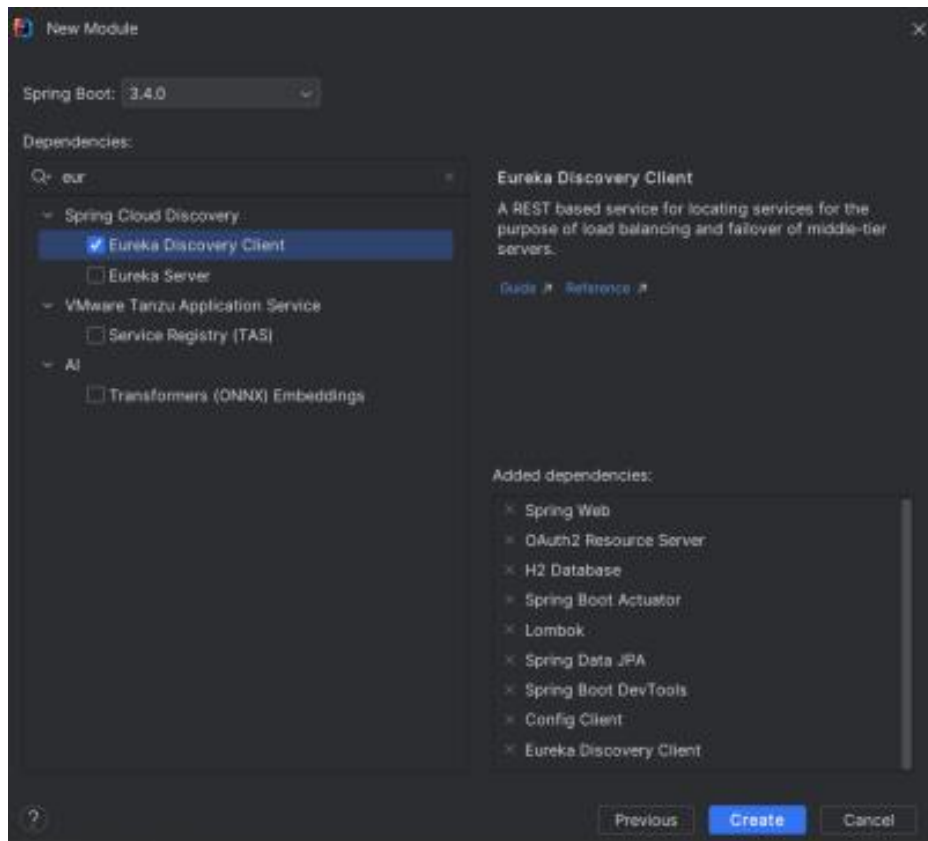 New Module
Spring Boot: 3.4.0
Dependencies:
eur
Spring Cloud Discovery
Eureka Discovery Client
Eureka Server
VMware Tanzu Application Service
Service Registry (TAS)
AI
Transformers (ONNX) Embeddings
Eureka Discovery Client
A REST based service for locating services for the
purpose of load balancing and failover of middle-tier
servers.
Guide Reference
Added dependencies:
Spring Web
OAuth2 Resource Server
H2 Database
Spring Boot Actuator
Lombok
Spring Data JPA
Spring Boot DevTools
Config Client
Eureka Discovery Client
?
Previous Create Cancel